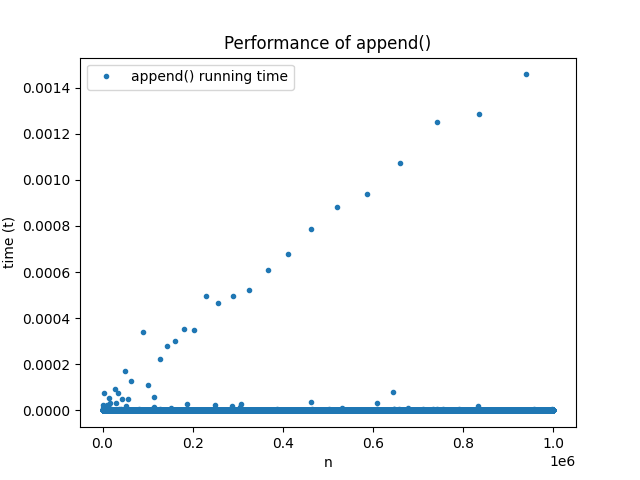 Performance of append()
append() running time
time (t)
0.0014
0.0012
0.0010
0.0008
0.0006
0.0004
0.0002
0.0000
0.0 0.2 0.4 0.6 0.8 1.0
1e6
n